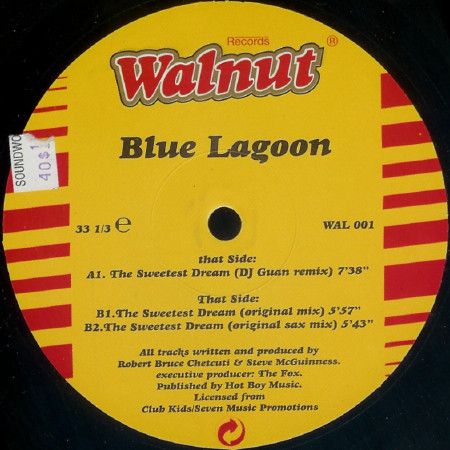 Records
Walnut ®
Blue Lagoon
SOUNDWO
40$1
33 1/3 e
WAL 001
that Side:
A1. The Sweetest Dream (DJ Guan remix) 7'38"
That Side:
B1.The Sweetest Dream (original mix) 5'57"
B2.The Sweetest Dream (original sax mix) 5'43"
All tracks written and produced by
Robert Bruce Chetcuti & Steve McGuinness.
executive producer: The Fox.
Published by Hot Boy Music.
Licensed from
Club Kids/Seven Music Promotions